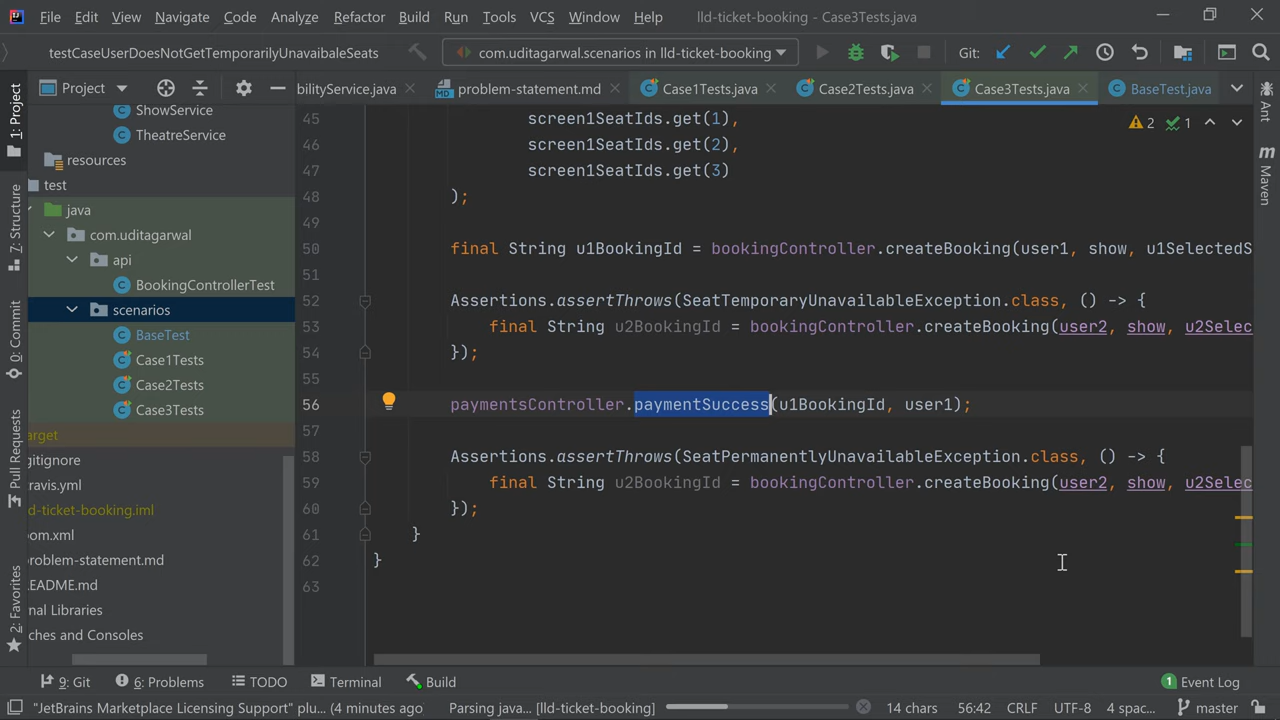 File Edit View Navigate Code Analyze Refactor Build Run Tools VCS Window Help lld-ticket-booking - Case3Tests.java
testCaseUserDoesNotGetTemporarilyUnavaibaleSeats com.uditagarwal.scenarios in lld-ticket-booking Git:
Project bilityService.java problem-statement.md Case1Tests.java Case2Tests.java Case3Tests.java BaseTest.java
1: Project
7: Structure
0: Commit
Pull Requests
2: Favorites
ShowService
TheatreService
resources
test
java
com.uditagarwal
api
BookingControllerTest
scenarios
BaseTest
Case1Tests
Case2Tests
Case3Tests
arget
gitignore
ravis.yml
d-ticket-booking.iml
oom.xml
roblem-statement.md
EADME.md
nal Libraries
ches and Consoles
2 1
45 screen1SeatIds.get(1),
46 screen1SeatIds.get(2),
47 screen1SeatIds.get(3)
48 );
49
50 final String u1BookingId = bookingController.createBooking(user1, show, u1SelectedS
51
52 Assertions.assertThrows(SeatTemporaryUnavailableException.class, () -> {
53 final String u2BookingId = bookingController.createBooking(user2, show, u2Selec
54 });
55
56 paymentsController.paymentSuccess(u1BookingId, user1);
57
58 Assertions.assertThrows(SeatPermanentlyUnavailableException.class, () -> {
59 final String u2BookingId = bookingController.createBooking(user2, show, u2Selec
60 });
61 }
62 }
63
Ant
Maven
9: Git 6: Problems TODO Terminal Build 1 Event Log
"JetBrains Marketplace Licensing Support" plu... (4 minutes ago) Parsing java... [lld-ticket-booking] 14 chars 56:42 CRLF UTF-8 4 spac... master